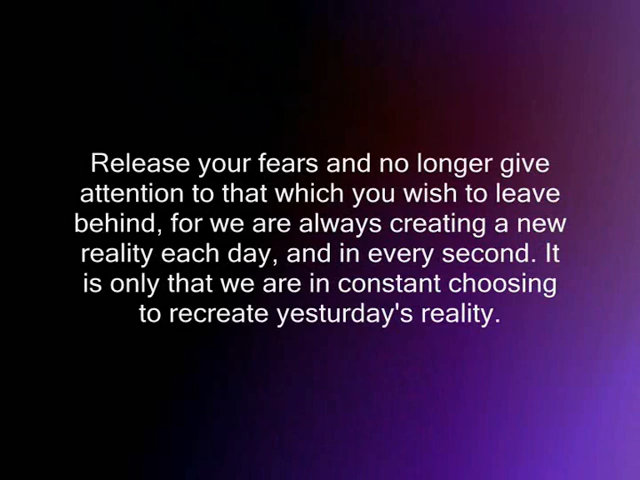 Release your fears and no longer give
attention to that which you wish to leave
behind, for we are always creating a new
reality each day, and in every second. It
is only that we are in constant choosing
to recreate yesturday's reality.